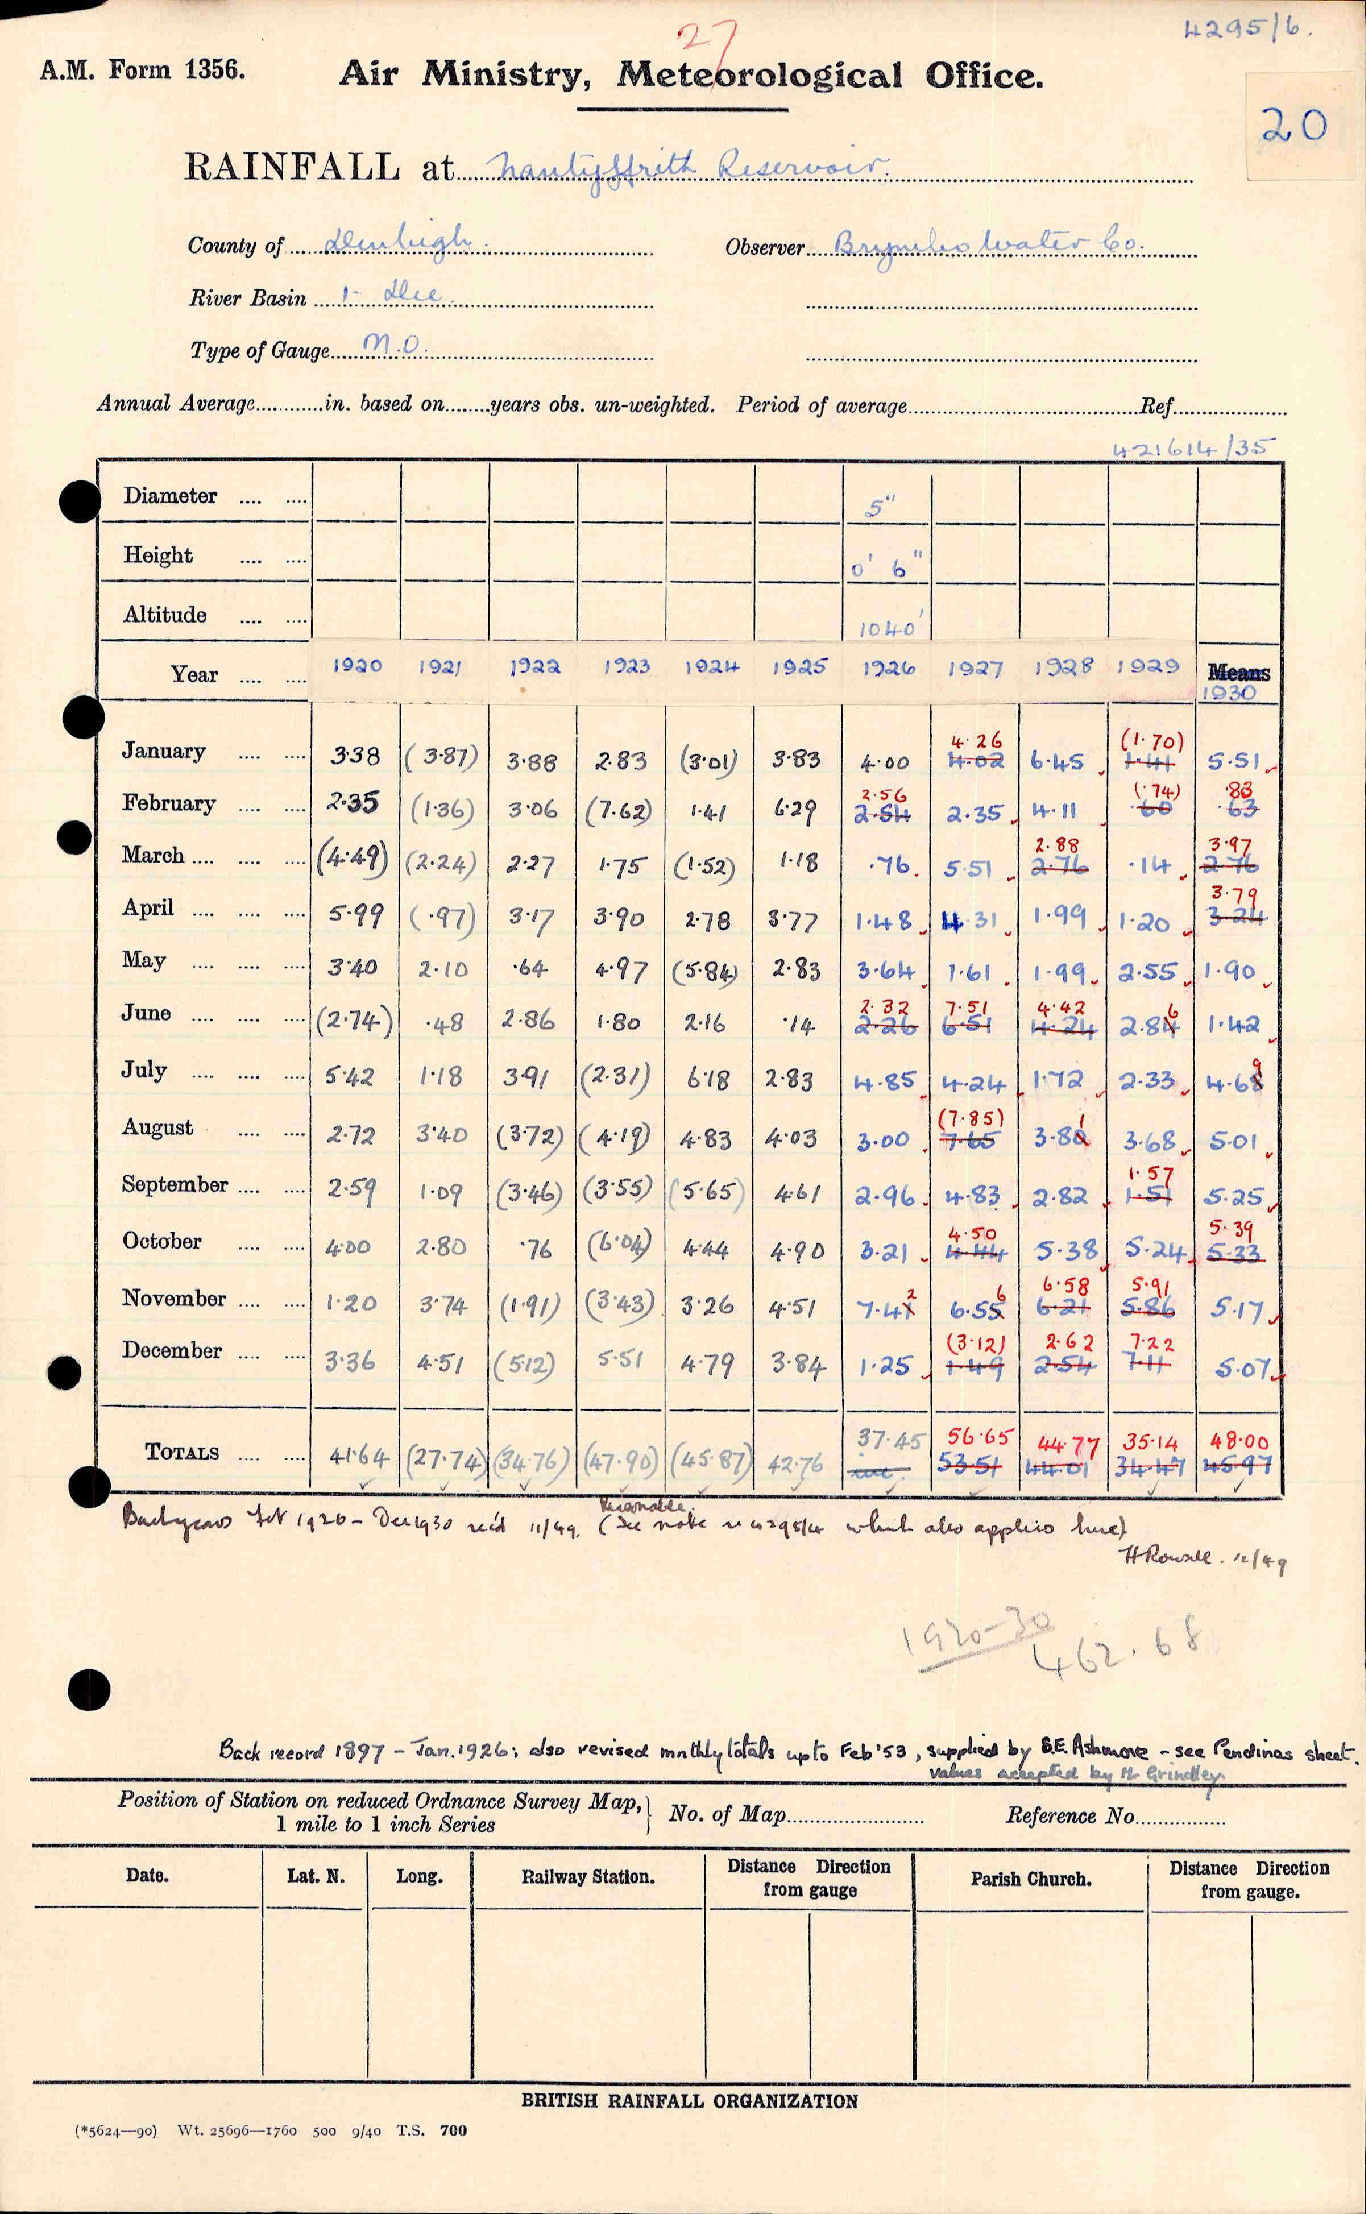 27
4295/6.
A.M. Form 1356.
Air Ministry, Meteorological Office.
20
RAINFALL at Nantyffrith Reservoir.
County of Denbigh. Observer Brymbo Water Co.
River Basin 1- Dee.
Type of Gauge M.O.
Annual Average in. based on years obs. un-weighted. Period of average Ref
421614/35
Diameter 5"
Height 0' 6"
Altitude 1040'
Year 1920 1921 1922 1923 1924 1925 1926 1927 1928 1929 Means
1930
4.26 (1.70)
January 3.38 (3.87) 3.88 2.83 (3.01) 3.83 4.00 4.02 6.45 1.41 5.51
2.56 (.74) .83
February 2.35 (1.36) 3.06 (7.62) 1.41 6.29 2.54 2.35 4.11 .60 .63
2.88 3.97
March (4.49) (2.24) 2.27 1.75 (1.52) 1.18 .76 5.51 2.76 .14 2.76
3.79
April 5.99 (.97) 3.17 3.90 2.78 3.77 1.48 4.31 1.99 1.20 3.24
May 3.40 2.10 .64 4.97 (5.84) 2.83 3.64 1.61 1.99 2.55 1.90
2.32 7.51 4.42 6
June (2.74) .48 2.86 1.80 2.16 .14 2.26 6.51 4.24 2.84 1.42
9
July 5.42 1.18 3.91 (2.31) 6.18 2.83 4.85 4.24 1.72 2.33 4.68
(7.85) 1
August 2.72 3.40 (3.72) (4.19) 4.83 4.03 3.00 7.65 3.80 3.68 5.01
1.57
September 2.59 1.09 (3.46) (3.55) (5.65) 4.61 2.96 4.83 2.82 1.51 5.25
4.50 5.39
October 4.00 2.80 .76 (6.04) 4.44 4.90 3.21 4.44 5.38 5.24 5.33
2 6 6.58 5.91
November 1.20 3.74 (1.91) (3.43) 3.26 4.51 7.41 6.55 6.21 5.86 5.17
(3.12) 2.62 7.22
December 3.36 4.51 (5.12) 5.51 4.79 3.84 1.25 1.49 2.54 7.11 5.07
37.45 56.65 44.77 35.14 48.00
TOTALS 41.64 (27.74) (34.76) (47.90) (45.87) 42.76 53.51 44.01 34.47 45.97
Reasonable.
Backyears Feb 1926 - Dec 1930 rec'd 11/49. (See note in 4295/4 which also applies here)
H Rowsell. 11/49
1920-30
462.68
Back record 1897 - Jan. 1926; also revised monthly totals up to Feb '53, supplied by S.E. Ashmore - see Pendinas sheet.
Values accepted by Mr Grindley.
Position of Station on reduced Ordnance Survey Map, } No. of Map Reference No.
1 mile to 1 inch Series
Date. Lat. N. Long. Railway Station. Distance Direction from gauge Parish Church. Distance Direction from gauge.
BRITISH RAINFALL ORGANIZATION
(*5624—90) Wt. 25696—1760 500 9/40 T.S. 700